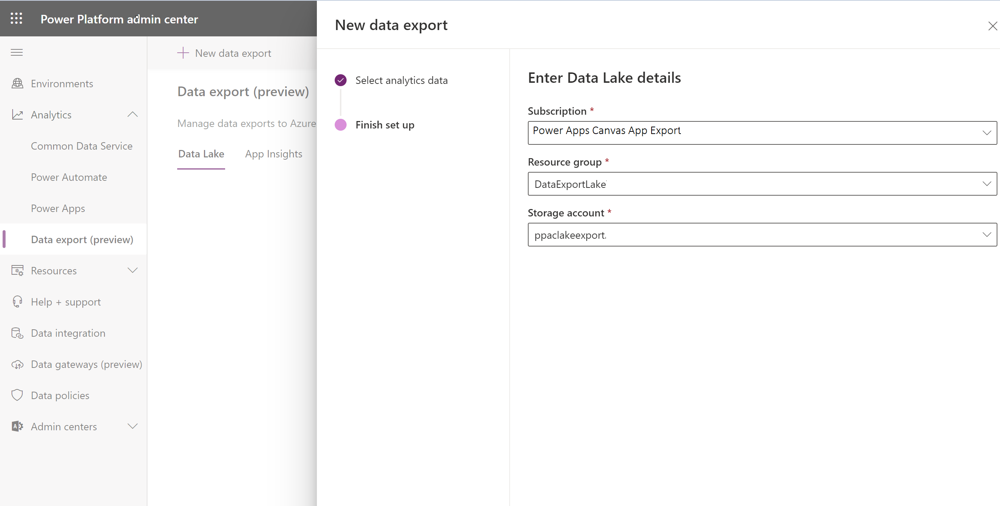 Power Platform admin center
Environments
Analytics
Common Data Service
Power Automate
Power Apps
Data export (preview)
Resources
Help + support
Data integration
Data gateways (preview)
Data policies
Admin centers
New data export
Data export (preview)
Manage data exports to Azure
Data Lake
App Insights
New data export
Select analytics data
Finish set up
Enter Data Lake details
Subscription *
Power Apps Canvas App Export
Resource group *
DataExportLake
Storage account *
ppaclakeexport